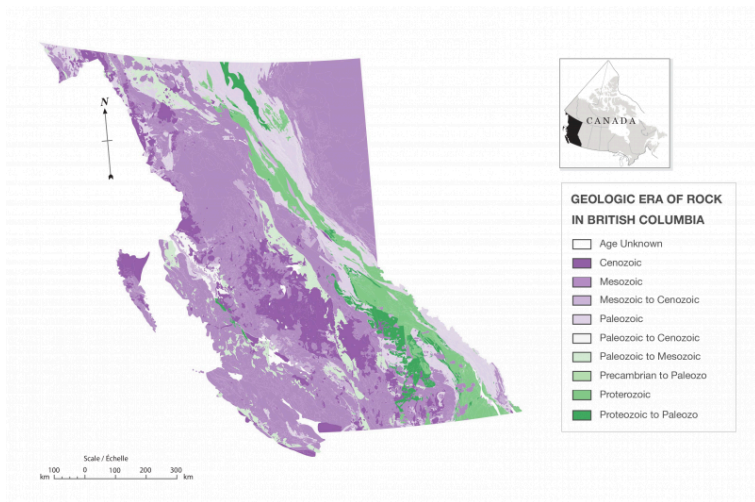 N
CANADA
GEOLOGIC ERA OF ROCK
IN BRITISH COLUMBIA
Age Unknown
Cenozoic
Mesozoic
Mesozoic to Cenozoic
Paleozoic
Paleozoic to Cenozoic
Paleozoic to Mesozoic
Precambrian to Paleozo
Proterozoic
Proteozoic to Paleozo
Scale / Échelle
100 0 100 200 300
km km